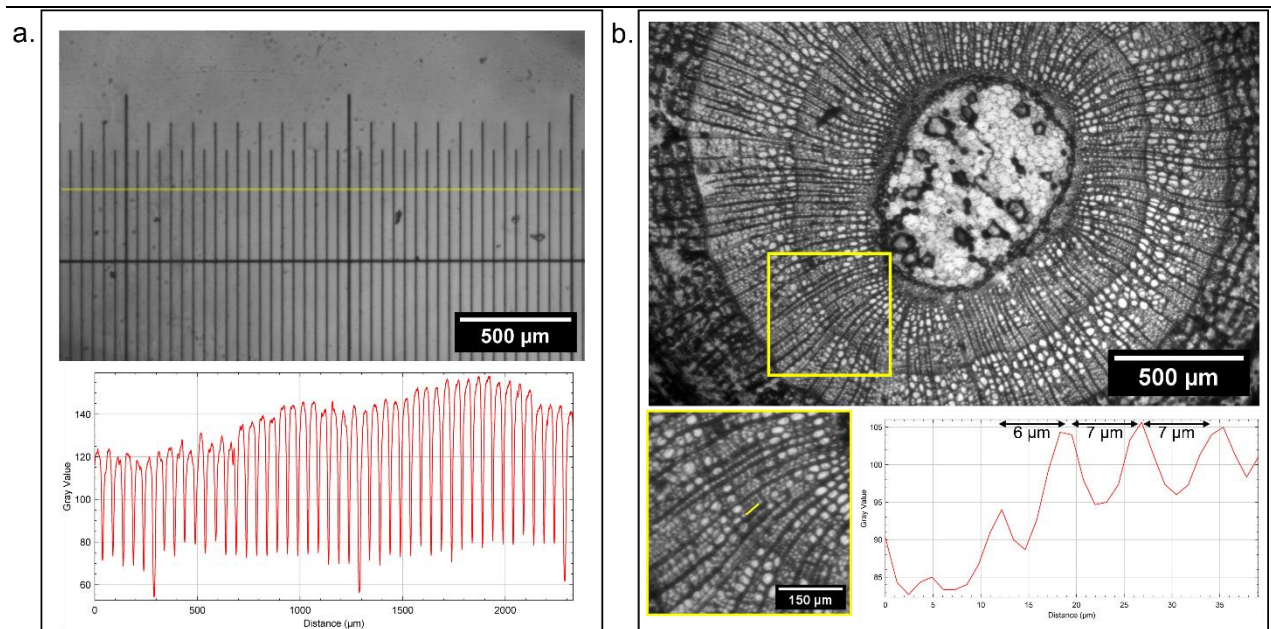 a.
500 µm
140
120
100
80
60
Gray Value
0
500
1000
1500
2000
Distance (µm)
b.
500 µm
150 µm
6 µm
7 µm
7 µm
105
100
95
90
85
Gray Value
0
5
10
15
20
25
30
35
Distance (µm)